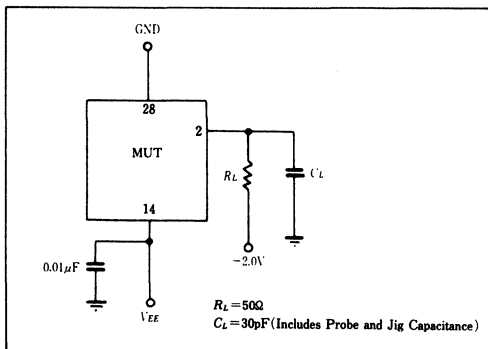 GND
28
2
MUT
R_L
C_L
14
0.01μF
-2.0V
V_EE
R_L=50Ω
C_L=30pF(Includes Probe and Jig Capacitance)